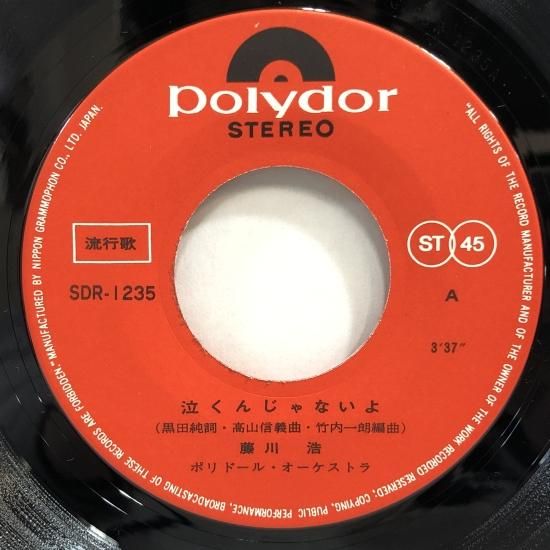 polydor
STEREO
流行歌
ST 45
SDR-1235
A
3'37"
泣くんじゃないよ
(黒田純詞・高山信義曲・竹内一朗編曲)
藤川 浩
ポリドール・オーケストラ
"ALL RIGHTS OF THE RECORD MANUFACTURER AND OF THE OWNER OF THE WORK RECORDED RESERVED; COPYING, PUBLIC PERFORMANCE, BROADCASTING OF THESE RECORDS ARE FORBIDDEN" MANUFACTURED BY NIPPON GRAMMOPHON CO., LTD. JAPAN.